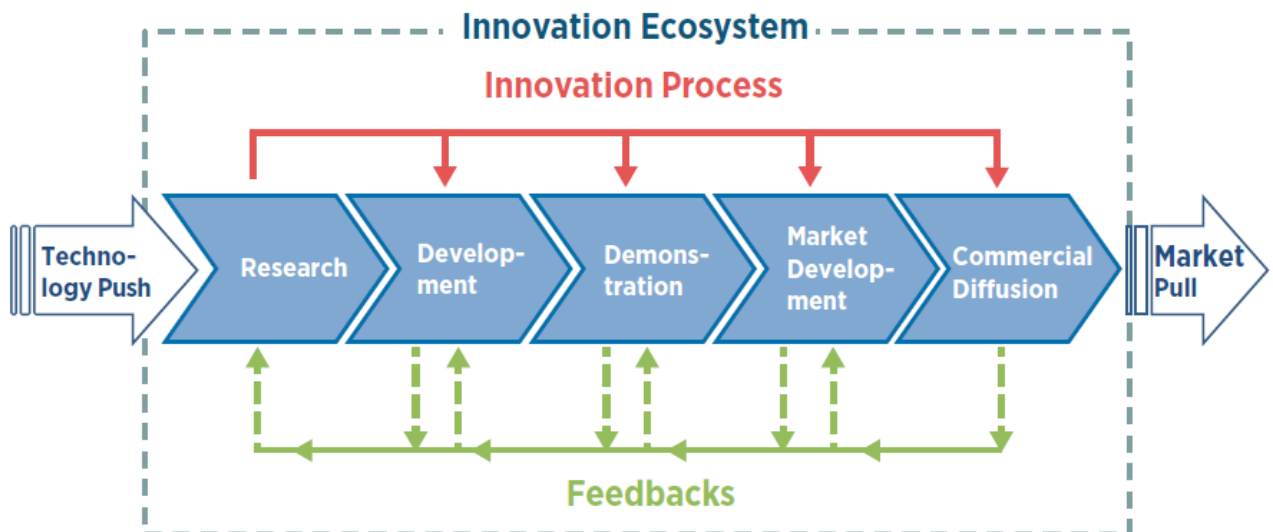 Innovation Ecosystem
Innovation Process
Techno-
logy Push
Research
Develop-
ment
Demons-
tration
Market
Develop-
ment
Commercial
Diffusion
Market
Pull
Feedbacks